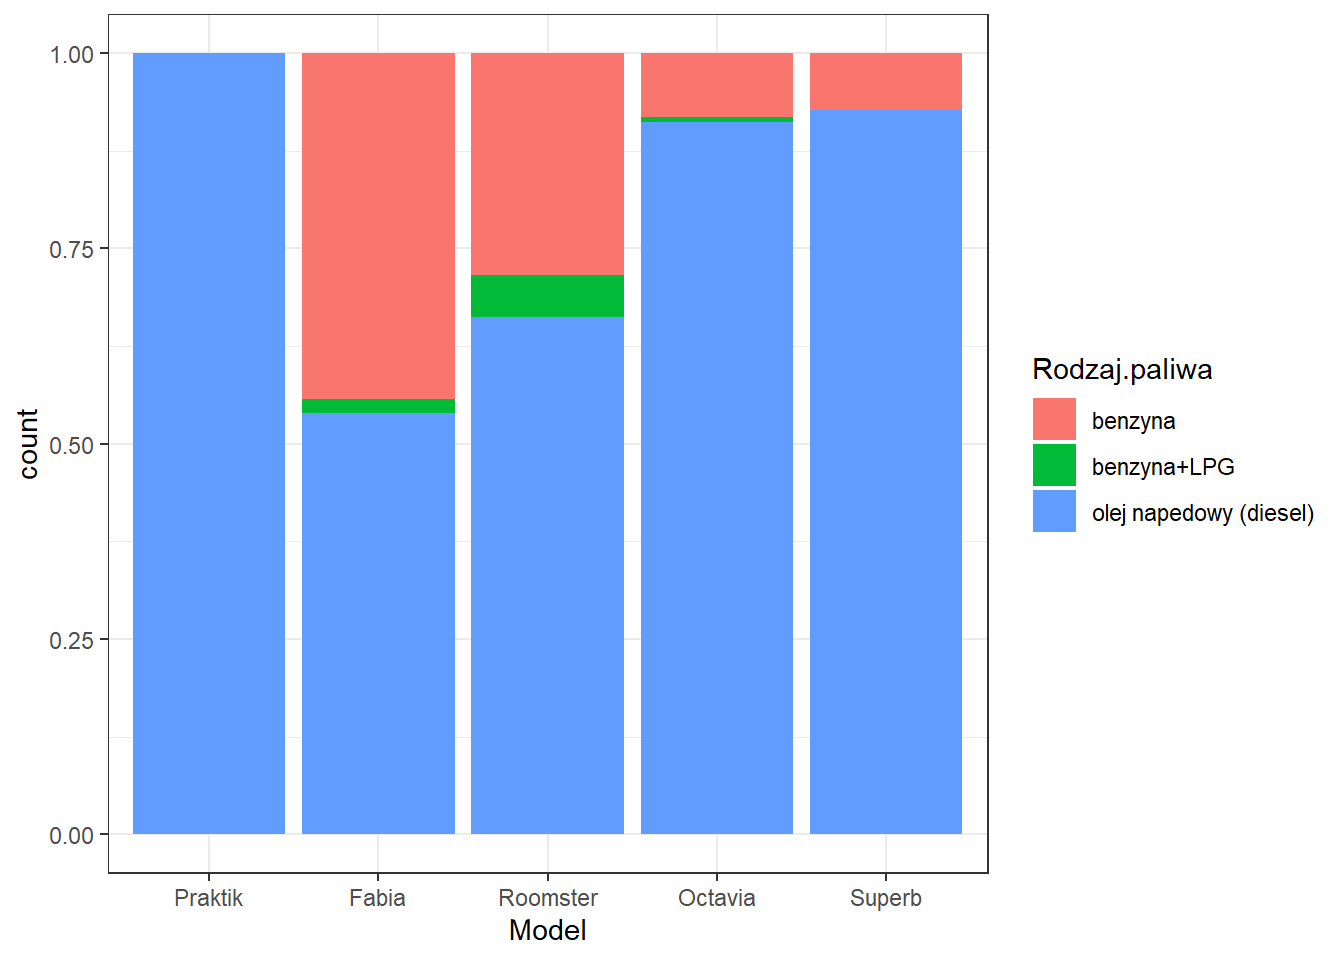 1.00
0.75
0.50
0.25
0.00
count
Praktik Fabia Roomster Octavia Superb
Model
Rodzaj.paliwa
benzyna
benzyna+LPG
olej napedowy (diesel)